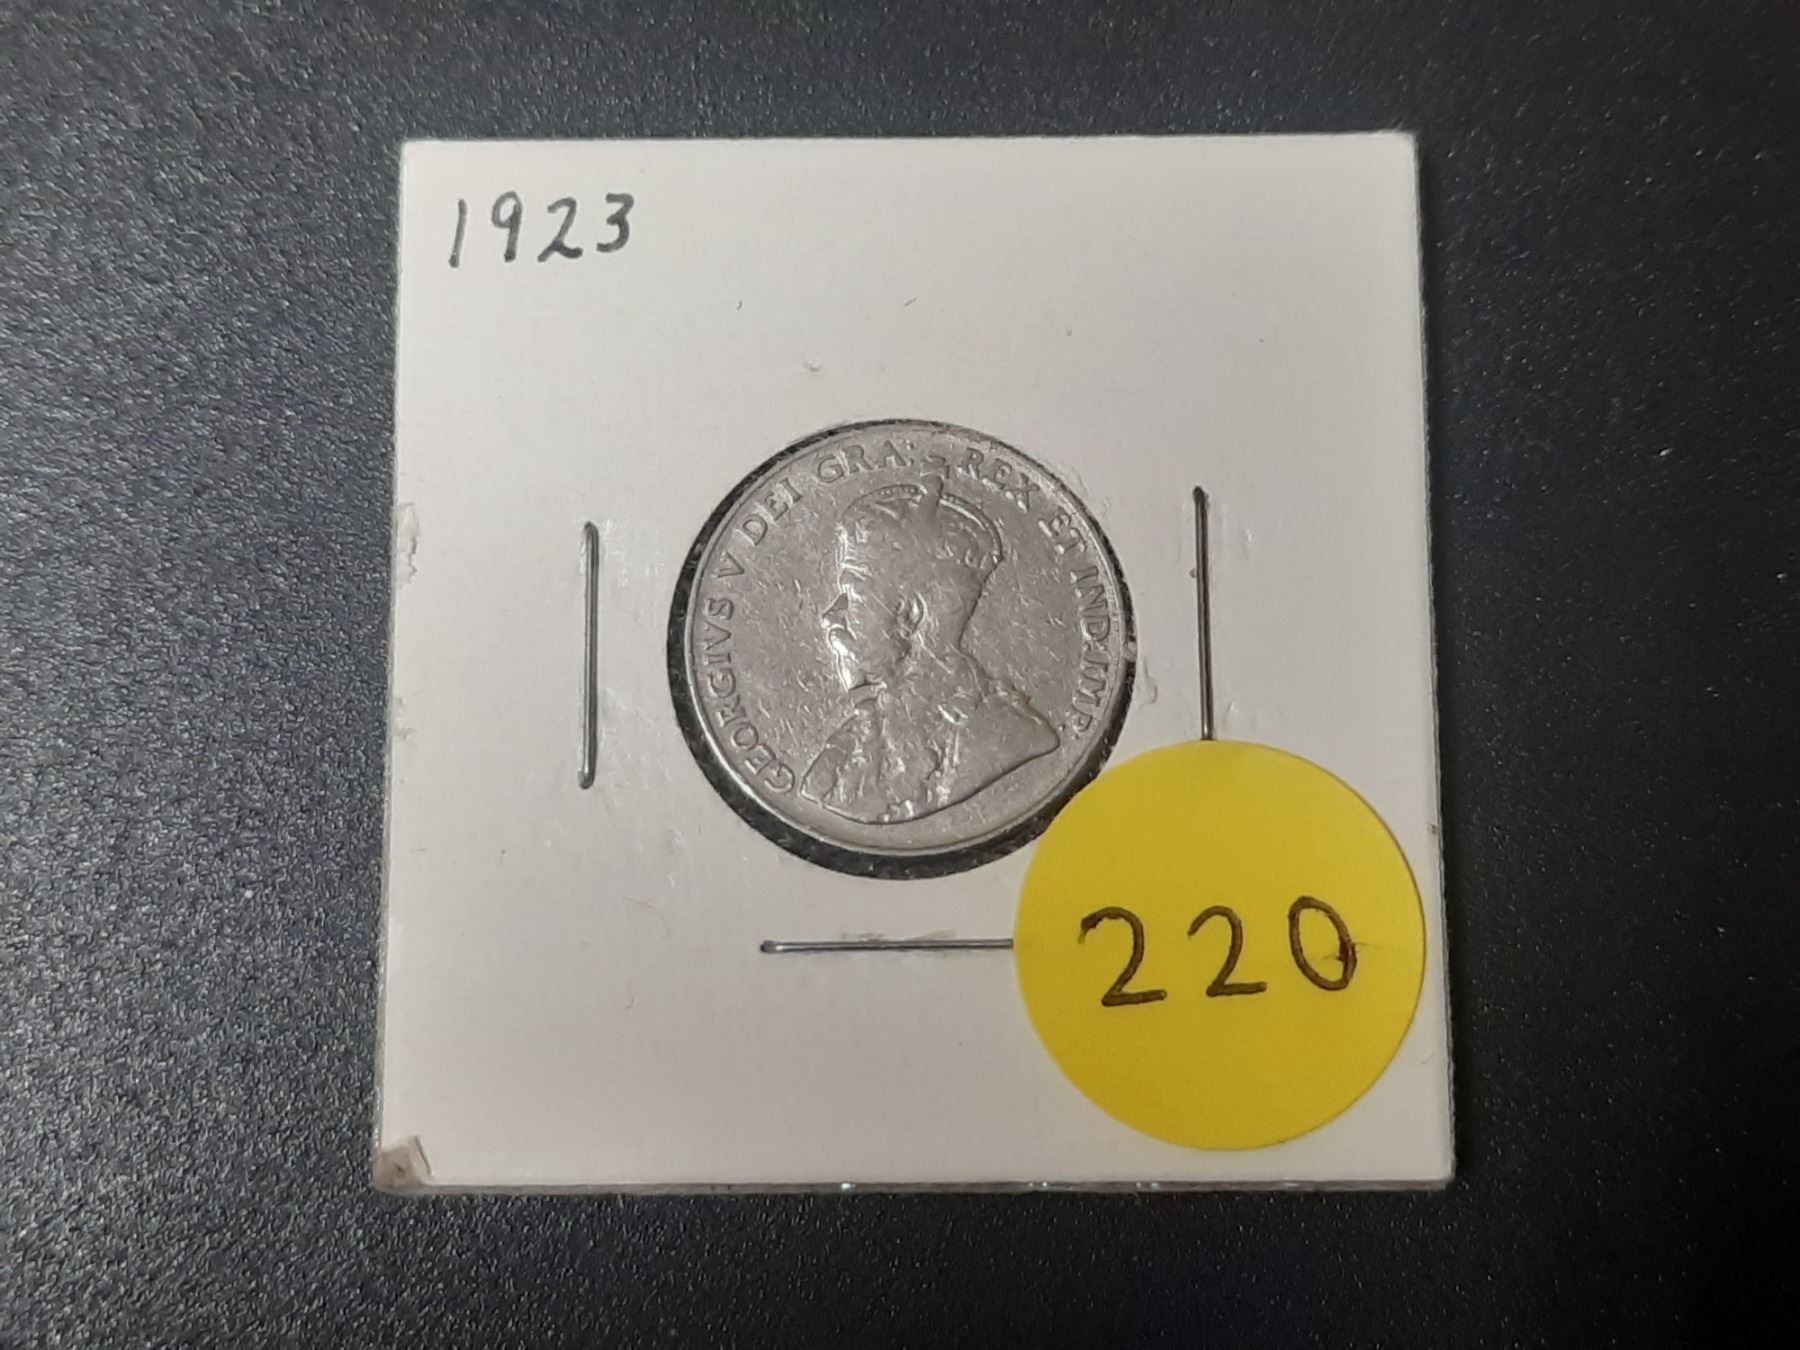 1923
GEORGIVS V DEI GRA: REX ET IND:IMP:
220